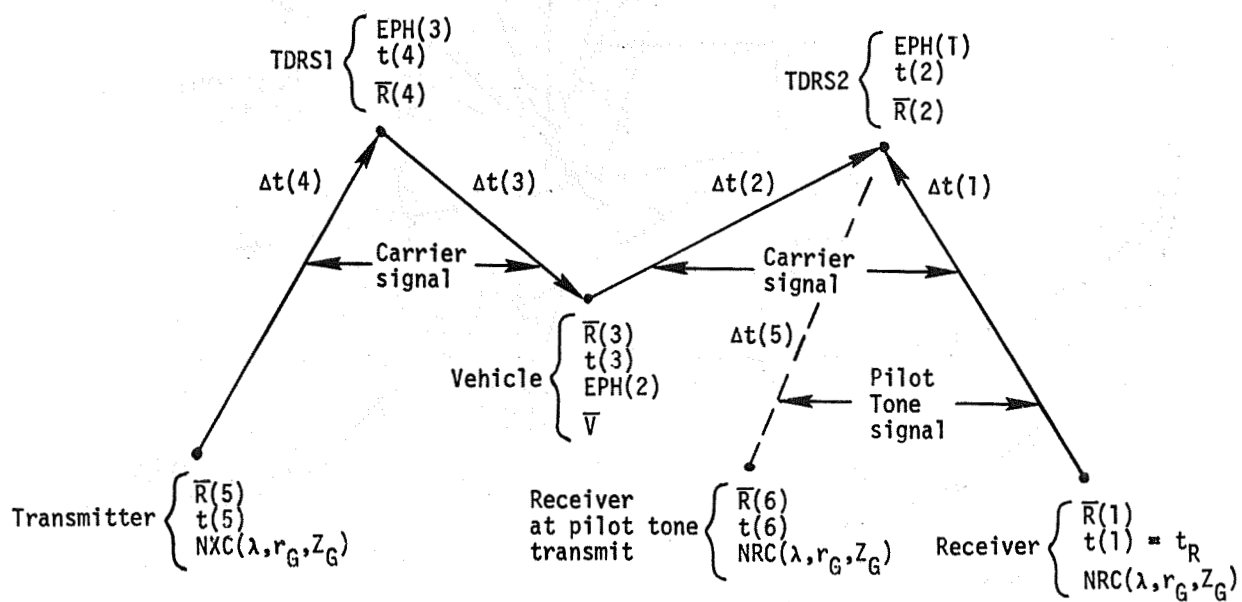 TDRS1
EPH(3)
t(4)
R̅(4)
TDRS2
EPH(1)
t(2)
R̅(2)
Δt(4)
Δt(3)
Δt(2)
Δt(1)
Carrier
signal
Carrier
signal
Δt(5)
Vehicle
R̅(3)
t(3)
EPH(2)
V̅
Pilot
Tone
signal
Transmitter
R̅(5)
t(5)
NXC(λ,r_G,Z_G)
Receiver
at pilot tone
transmit
R̅(6)
t(6)
NRC(λ,r_G,Z_G)
Receiver
R̅(1)
t(1) = t_R
NRC(λ,r_G,Z_G)